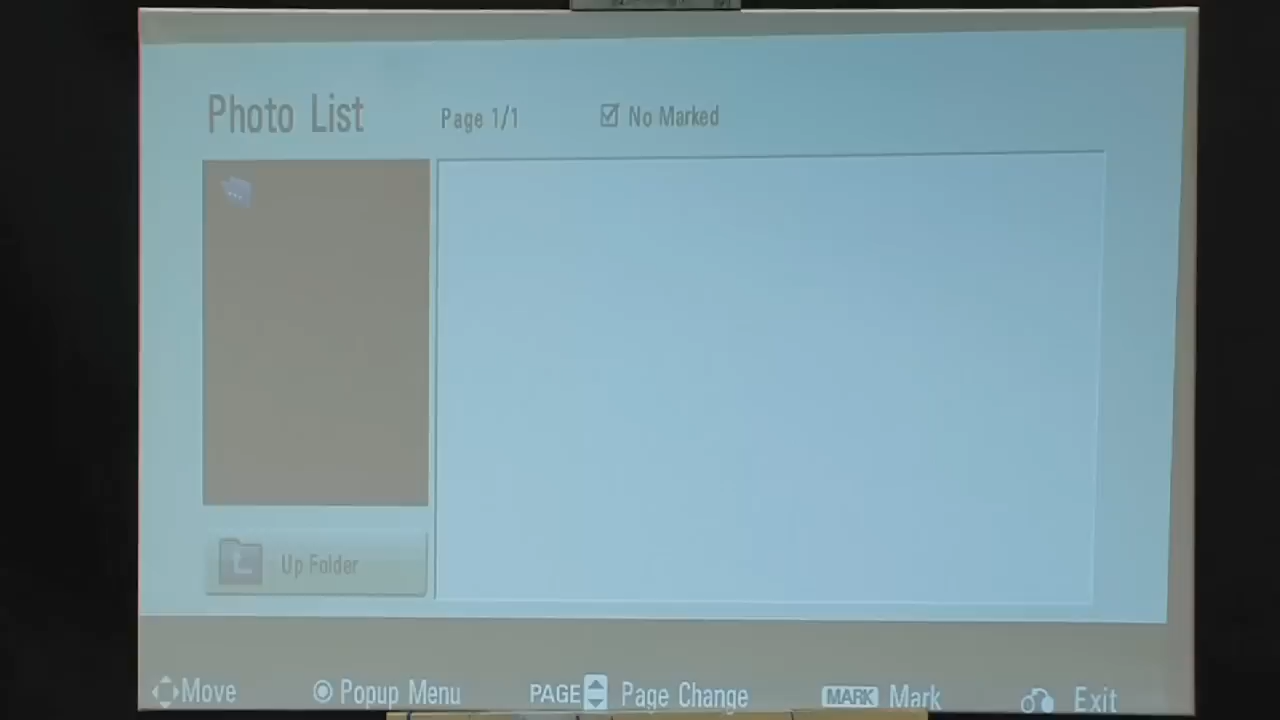 Photo List
Page 1/1
No Marked
Up Folder
Move
Popup Menu
PAGE Page Change
MARK Mark
Exit